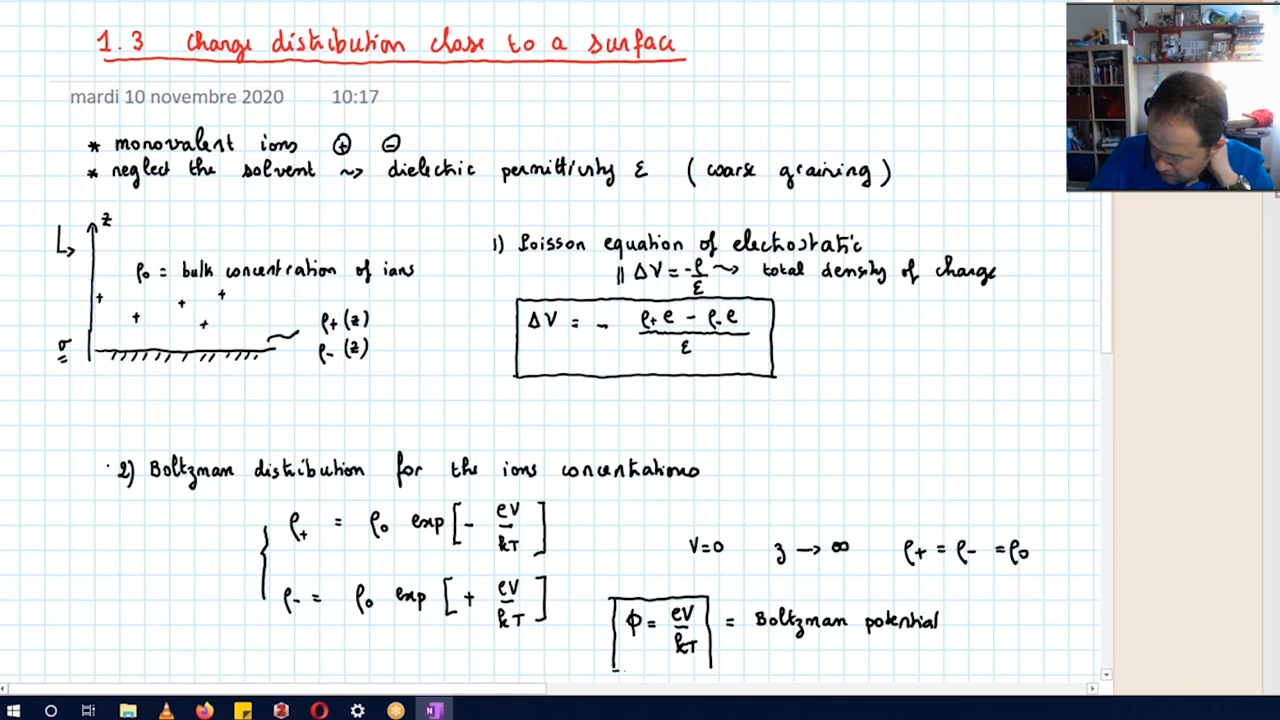 1.3 Charge distribution close to a surface
mardi 10 novembre 2020 10:17
* monovalent ions ⊕ ⊖
* neglect the solvent ⇝ dielectric permittivity ε (coarse graining)
z
ρ₀ = bulk concentration of ions
+ + + + +
σ
ρ₊(z)
ρ₋(z)
1) Poisson equation of electrostatic
|| ΔV = -ρ/ε ⇝ total density of charge
ΔV = - (ρ₊e - ρ₋e)/ε
2) Boltzman distribution for the ions concentrations
ρ₊ = ρ₀ exp[- eV/kT]
ρ₋ = ρ₀ exp[+ eV/kT]
V=0 z → ∞ ρ₊ = ρ₋ = ρ₀
Φ = eV/kT = Boltzman potential